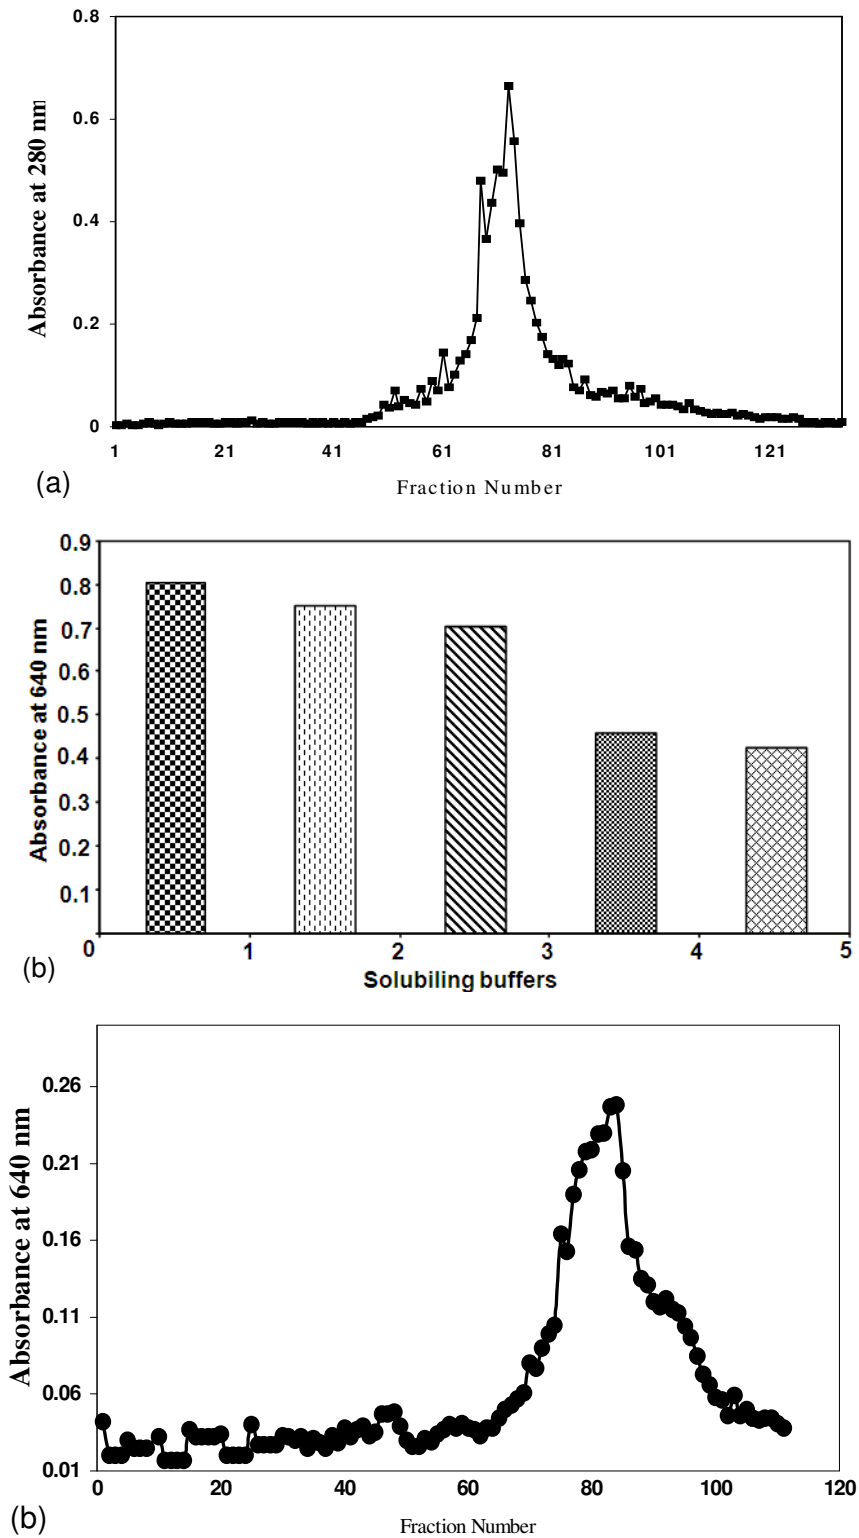 0.8
0.6
0.4
0.2
0
Absorbance at 280 nm
1 21 41 61 81 101 121
Fraction Number
(a)
0.9
0.8
0.7
0.6
0.5
0.4
0.3
0.2
0.1
Absorbance at 640 nm
0 1 2 3 4 5
Solubiling buffers
(b)
0.26
0.21
0.16
0.11
0.06
0.01
Absorbance at 640 nm
0 20 40 60 80 100 120
Fraction Number
(b)